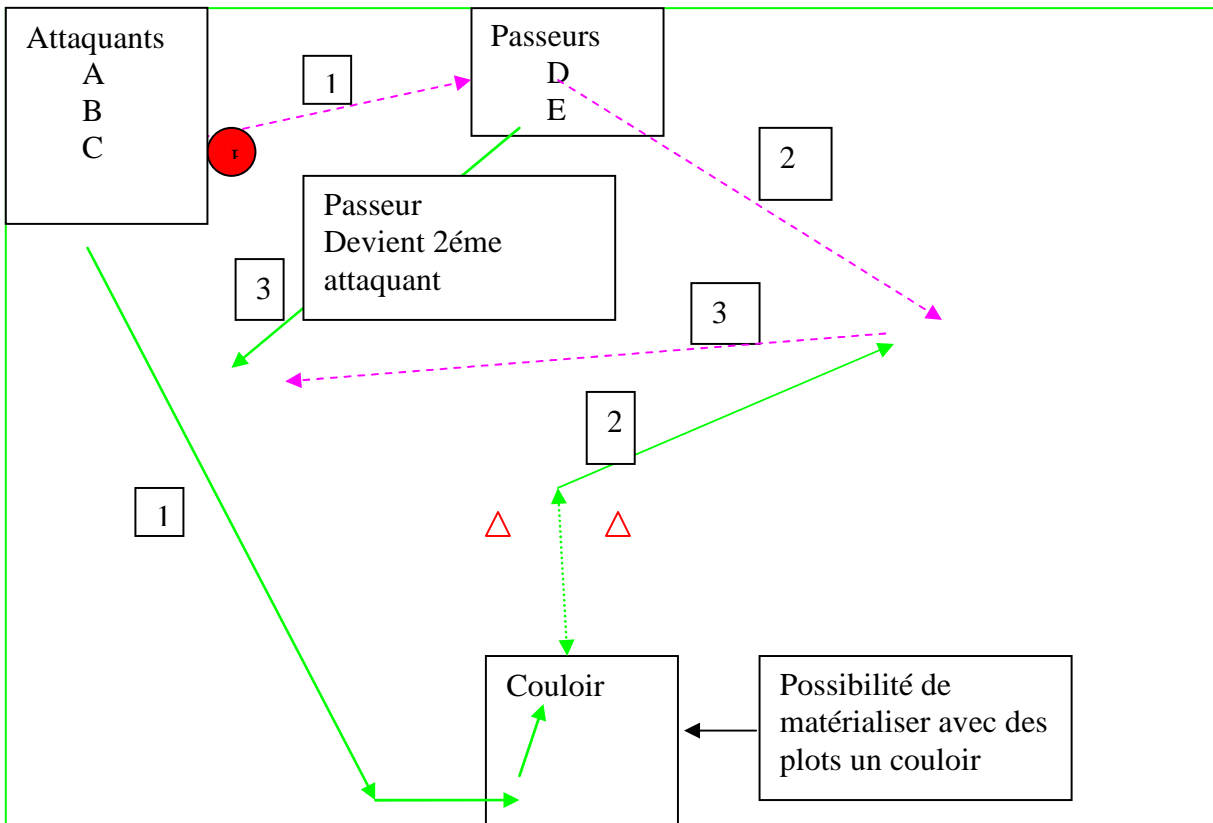 Attaquants
A
B
C
1
Passeurs
D
E
2
Passeur
Devient 2éme
attaquant
3
3
2
1
Couloir
Possibilité de
matérialiser avec des
plots un couloir